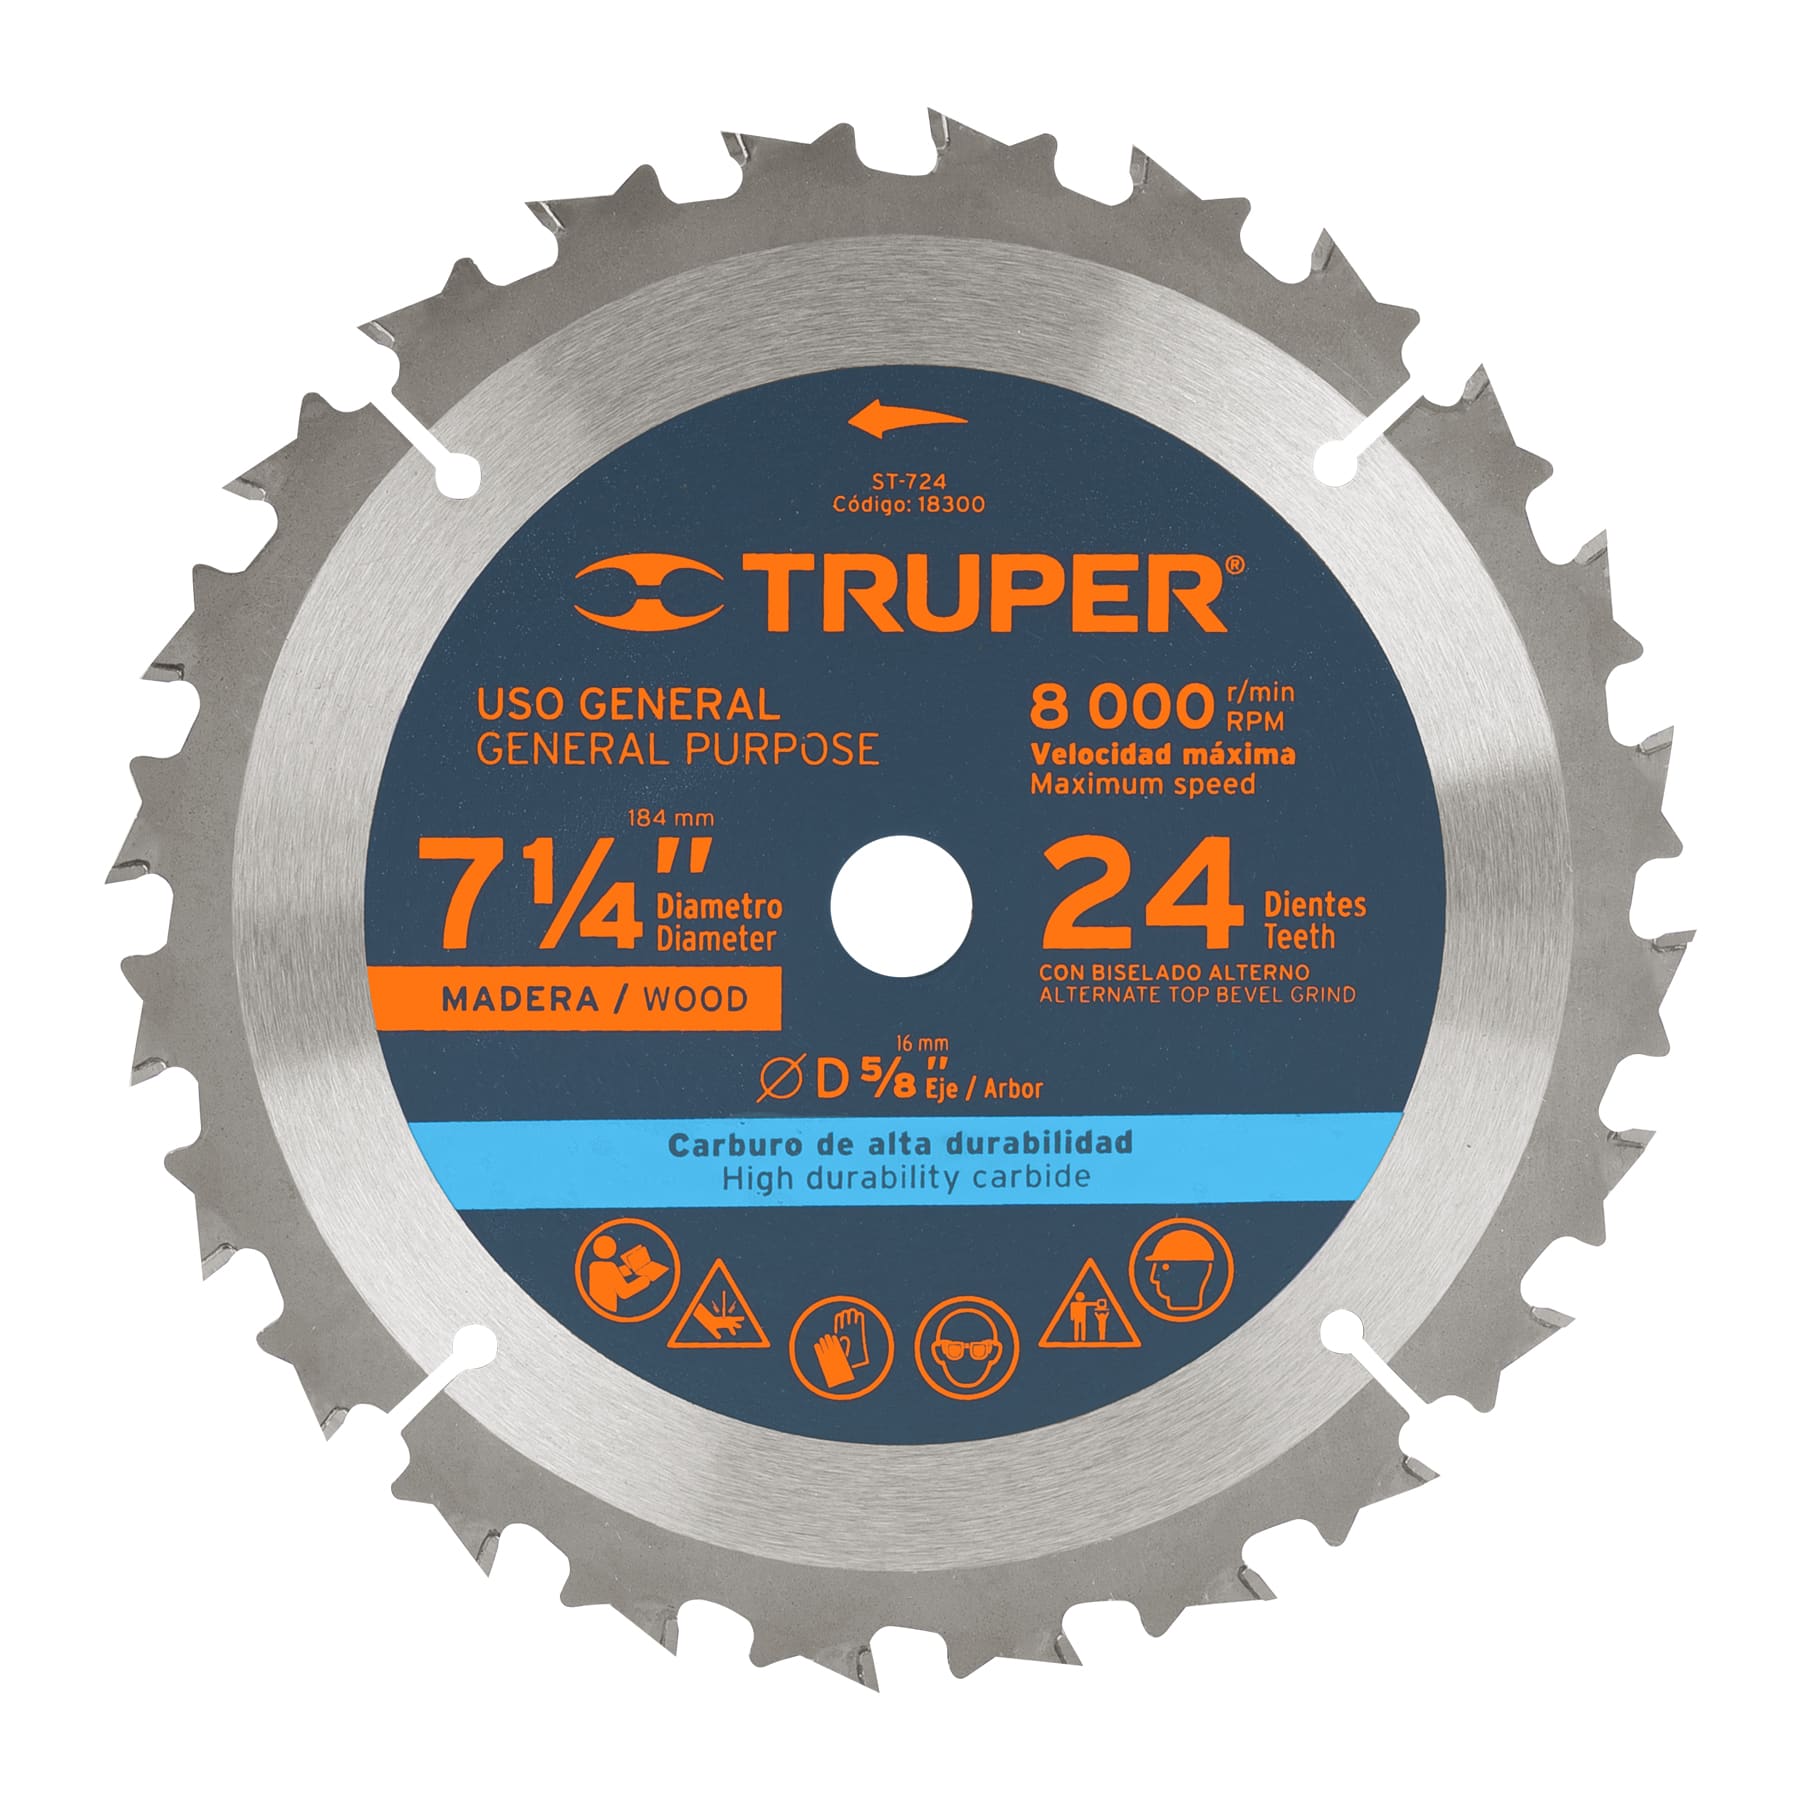 ST-724
Código: 18300
TRUPER®
USO GENERAL
GENERAL PURPOSE
8 000 r/min
RPM
Velocidad máxima
Maximum speed
184 mm
7 1/4" Diametro
Diameter
24 Dientes
Teeth
CON BISELADO ALTERNO
ALTERNATE TOP BEVEL GRIND
MADERA / WOOD
16 mm
Ø D 5/8" Eje / Arbor
Carburo de alta durabilidad
High durability carbide